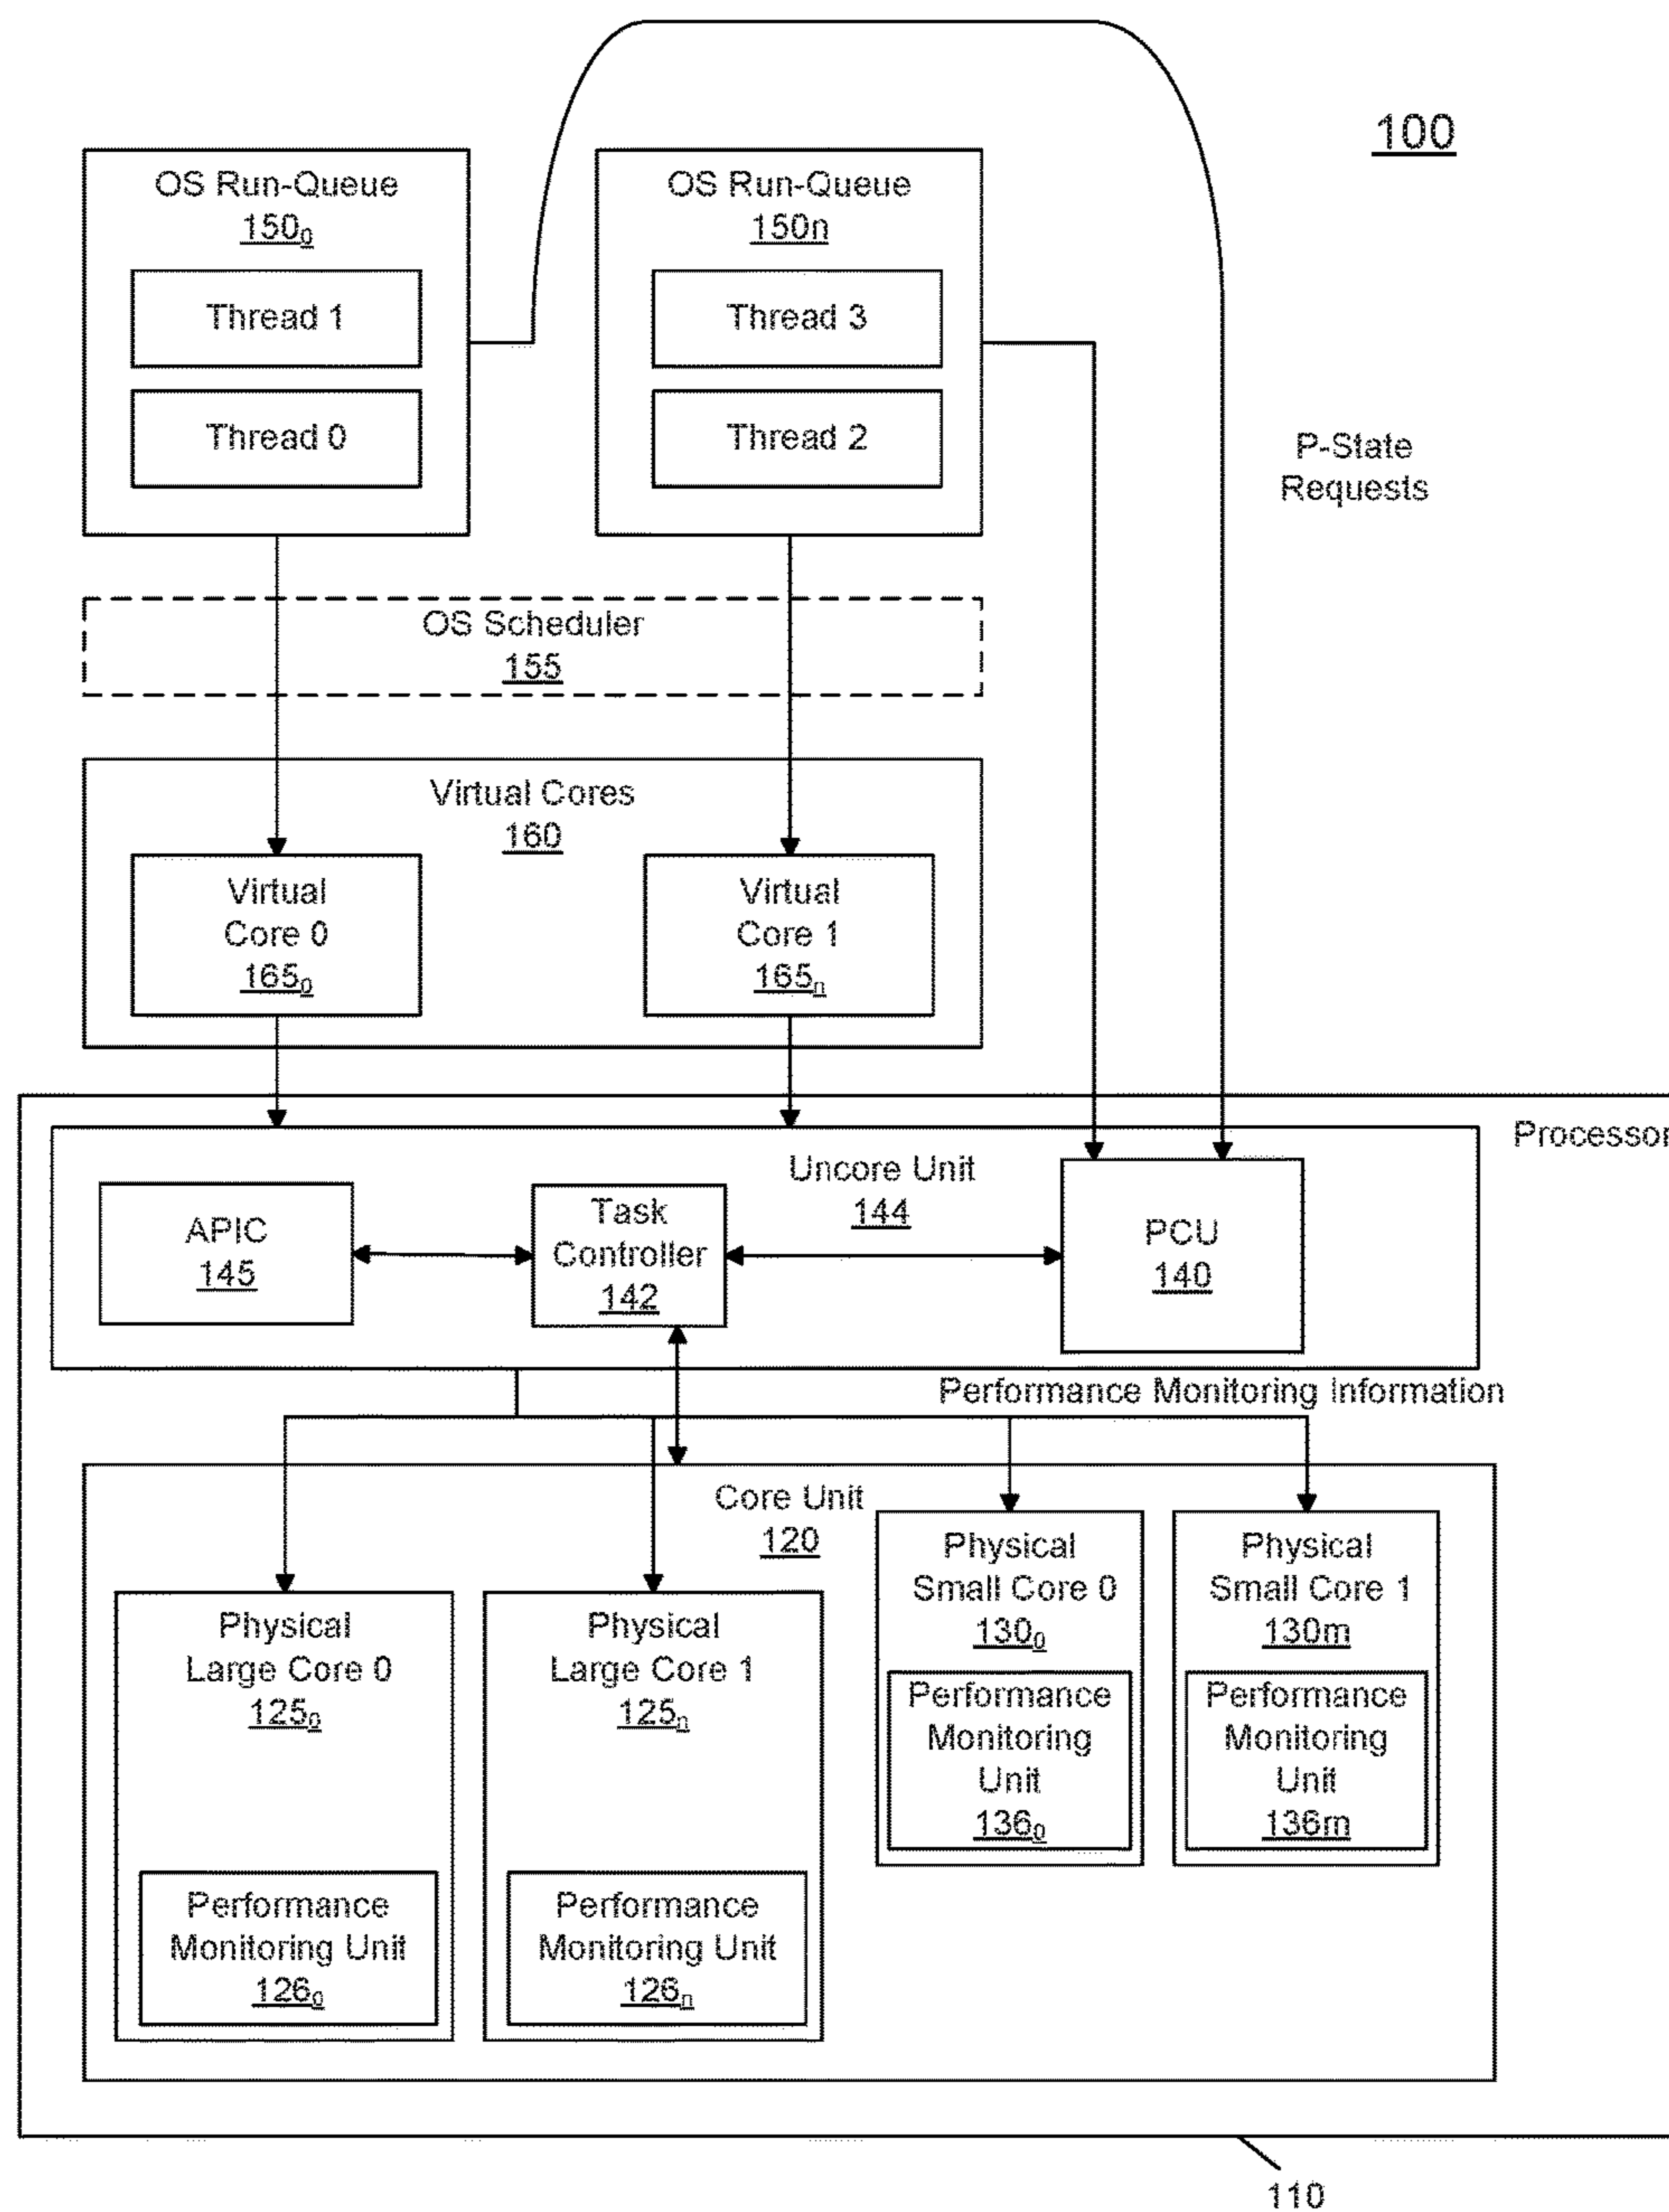 100
OS Run-Queue
150₀
Thread 1
Thread 0
OS Run-Queue
150n
Thread 3
Thread 2
P-State
Requests
OS Scheduler
155
Virtual Cores
160
Virtual
Core 0
165₀
Virtual
Core 1
165ₙ
Processor
Uncore Unit
144
APIC
145
Task
Controller
142
PCU
140
Performance Monitoring Information
Core Unit
120
Physical
Large Core 0
125₀
Performance
Monitoring Unit
126₀
Physical
Large Core 1
125ₙ
Performance
Monitoring Unit
126ₙ
Physical
Small Core 0
130₀
Performance
Monitoring
Unit
136₀
Physical
Small Core 1
130m
Performance
Monitoring
Unit
136m
110